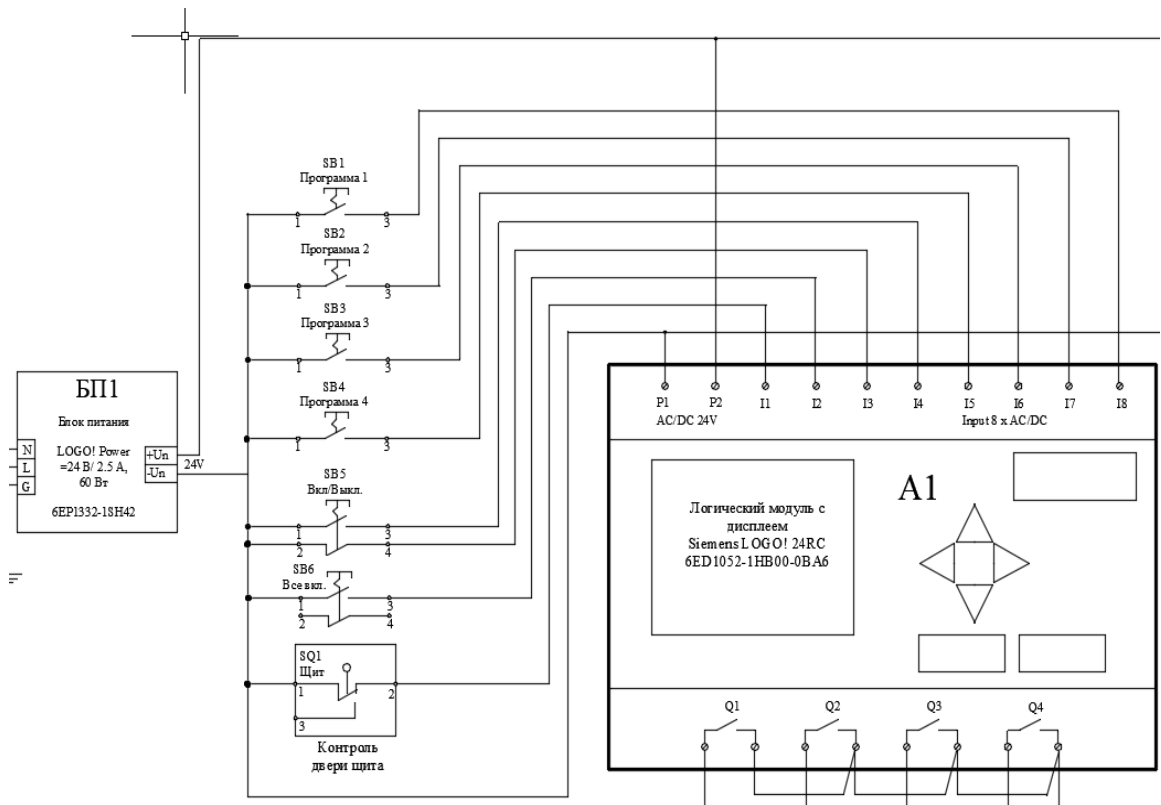 SB1
Программа 1
1 3
SB2
Программа 2
1 3
SB3
Программа 3
1 3
SB4
Программа 4
1 3
БП1
Блок питания
LOGO! Power
=24 В/ 2.5 А,
60 Вт
6EP1332-1SH42
N
L
G
+Un
-Un
24V
SB5
Вкл/Выкл.
1 3
2 4
SB6
Все вкл.
1 3
2 4
SQ1
Щит
1 2
3
Контроль
двери щита
P1 P2 I1 I2 I3 I4 I5 I6 I7 I8
AC/DC 24V Input 8 x AC/DC
A1
Логический модуль с
дисплеем
Siemens LOGO! 24RC
6ED1052-1HB00-0BA6
Q1 Q2 Q3 Q4